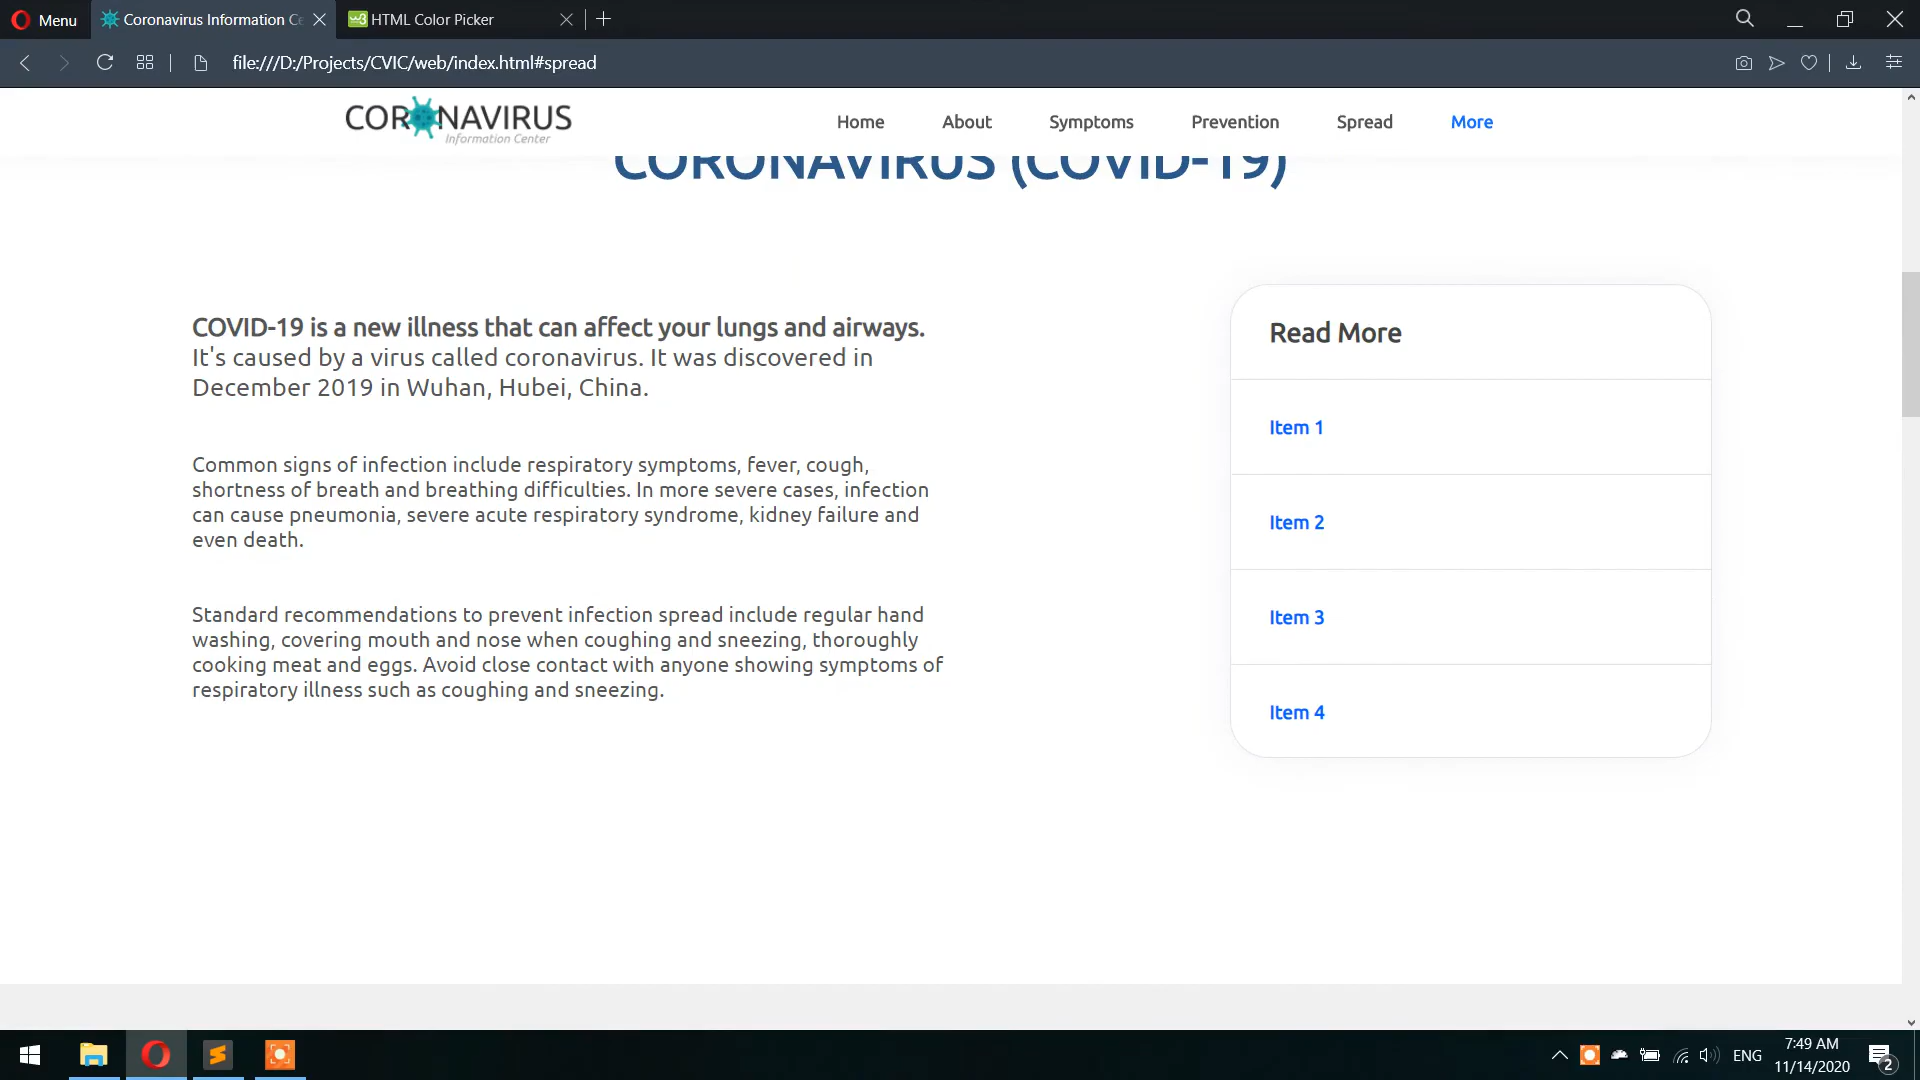 Menu
Coronavirus Information Ce
HTML Color Picker
file:///D:/Projects/CVIC/web/index.html#spread
CORONAVIRUS
Information Center
Home
About
Symptoms
Prevention
Spread
More
CORONAVIRUS (COVID-19)
COVID-19 is a new illness that can affect your lungs and airways.
It's caused by a virus called coronavirus. It was discovered in
December 2019 in Wuhan, Hubei, China.
Common signs of infection include respiratory symptoms, fever, cough,
shortness of breath and breathing difficulties. In more severe cases, infection
can cause pneumonia, severe acute respiratory syndrome, kidney failure and
even death.
Standard recommendations to prevent infection spread include regular hand
washing, covering mouth and nose when coughing and sneezing, thoroughly
cooking meat and eggs. Avoid close contact with anyone showing symptoms of
respiratory illness such as coughing and sneezing.
Read More
Item 1
Item 2
Item 3
Item 4
ENG
7:49 AM
11/14/2020
2